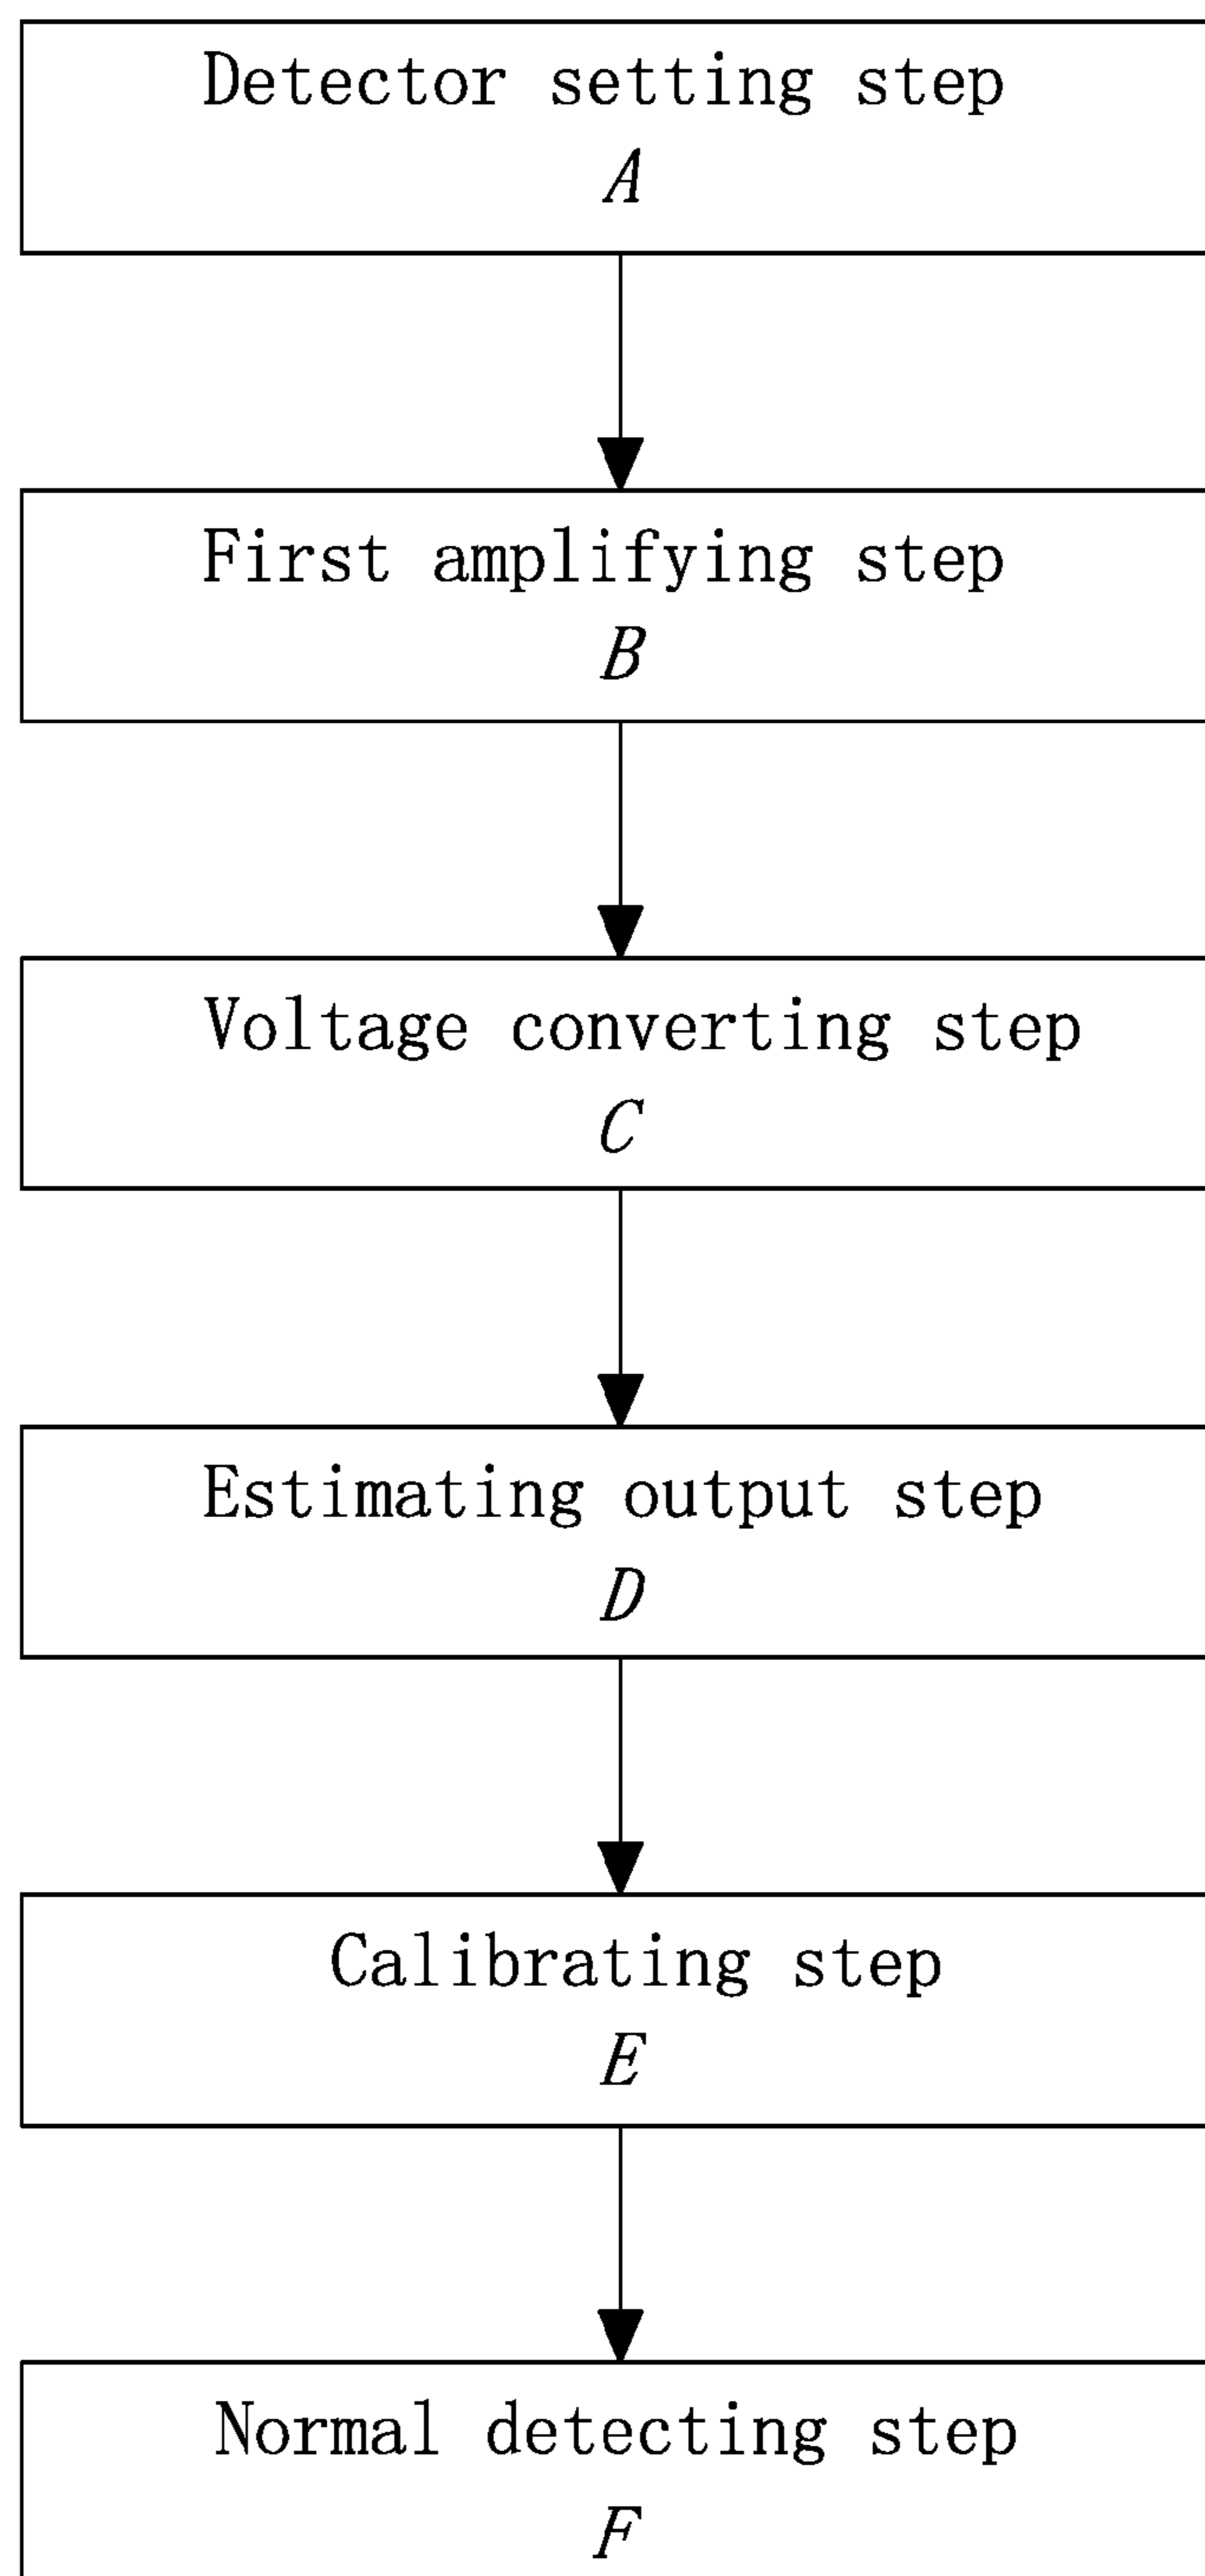 Detector setting step
A
First amplifying step
B
Voltage converting step
C
Estimating output step
D
Calibrating step
E
Normal detecting step
F